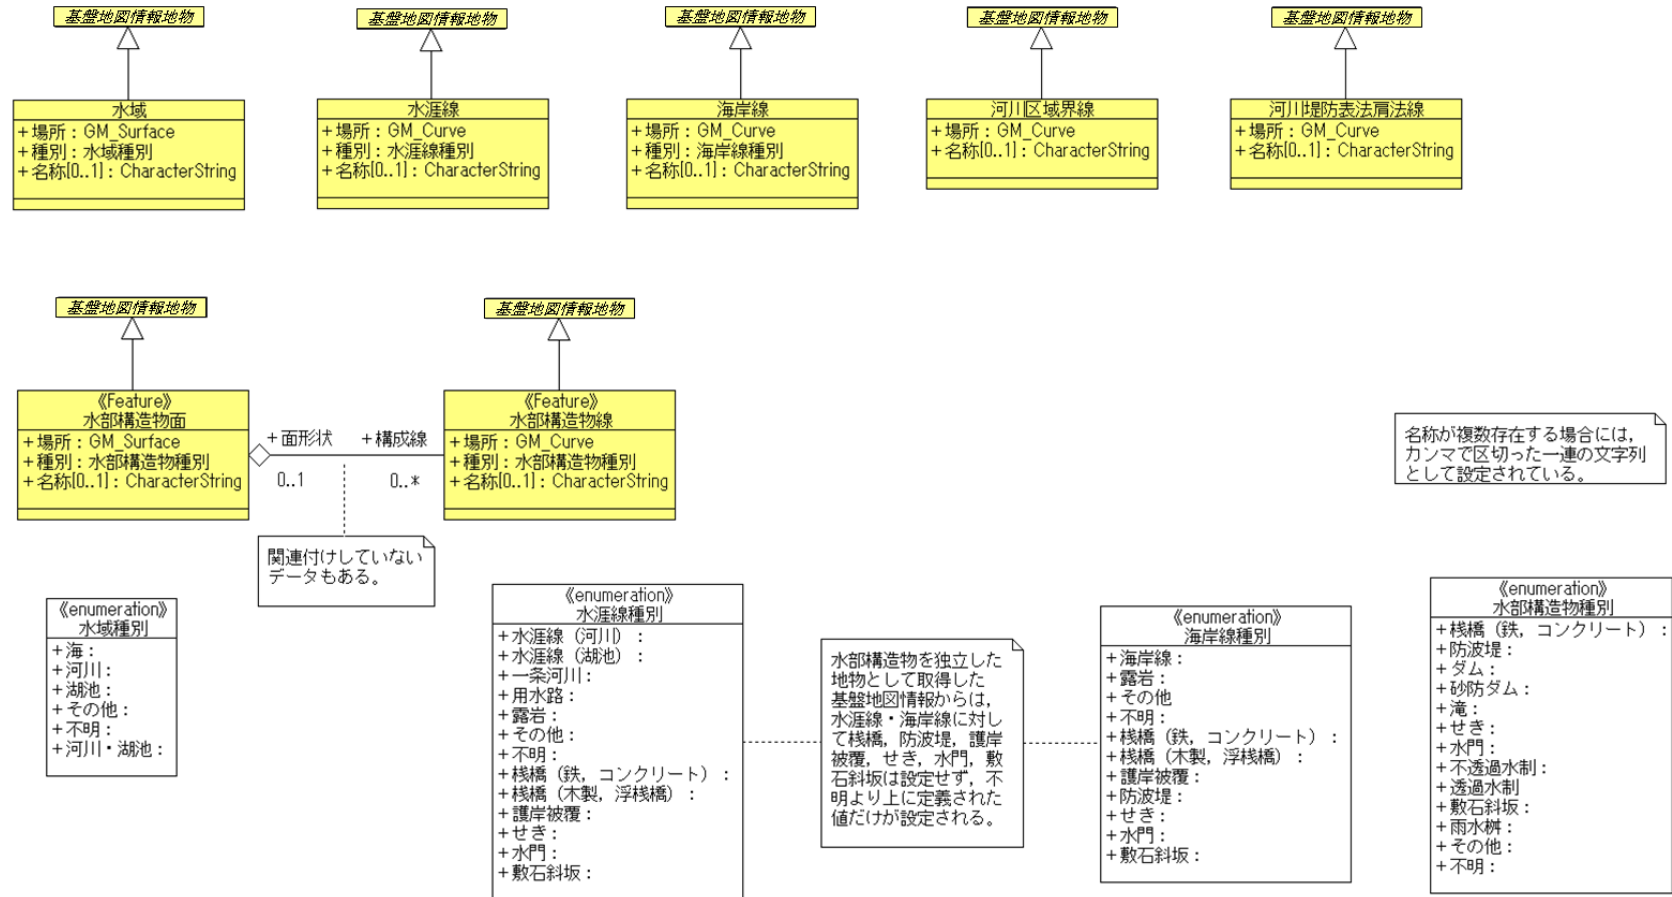 基盤地図情報地物
基盤地図情報地物
基盤地図情報地物
基盤地図情報地物
基盤地図情報地物
水域
+場所：GM_Surface
+種別：水域種別
+名称[0..1]：CharacterString
水涯線
+場所：GM_Curve
+種別：水涯線種別
+名称[0..1]：CharacterString
海岸線
+場所：GM_Curve
+種別：海岸線種別
+名称[0..1]：CharacterString
河川区域界線
+場所：GM_Curve
+名称[0..1]：CharacterString
河川堤防表法肩法線
+場所：GM_Curve
+名称[0..1]：CharacterString
基盤地図情報地物
基盤地図情報地物
《Feature》
水部構造物面
+場所：GM_Surface
+種別：水部構造物種別
+名称[0..1]：CharacterString
+面形状
+構成線
0..1
0..*
《Feature》
水部構造物線
+場所：GM_Curve
+種別：水部構造物種別
+名称[0..1]：CharacterString
名称が複数存在する場合には，
カンマで区切った一連の文字列
として設定されている。
関連付けしていない
データもある。
《enumeration》
水域種別
+海：
+河川：
+湖池：
+その他：
+不明：
+河川・湖池：
《enumeration》
水涯線種別
+水涯線（河川）：
+水涯線（湖池）：
+一条河川：
+用水路：
+露岩：
+その他：
+不明：
+桟橋（鉄，コンクリート）：
+桟橋（木製，浮桟橋）：
+護岸被覆：
+せき：
+水門：
+敷石斜坂：
水部構造物を独立した
地物として取得した
基盤地図情報からは，
水涯線・海岸線に対し
て桟橋，防波堤，護岸
被覆，せき，水門，敷
石斜坂は設定せず，不
明より上に定義された
値だけが設定される。
《enumeration》
海岸線種別
+海岸線：
+露岩：
+その他
+不明：
+桟橋（鉄，コンクリート）：
+桟橋（木製，浮桟橋）：
+護岸被覆：
+防波堤：
+せき：
+水門：
+敷石斜坂：
《enumeration》
水部構造物種別
+桟橋（鉄，コンクリート）：
+防波堤：
+ダム：
+砂防ダム：
+滝：
+せき：
+水門：
+不透過水制：
+透過水制
+敷石斜坂：
+雨水桝：
+その他：
+不明：